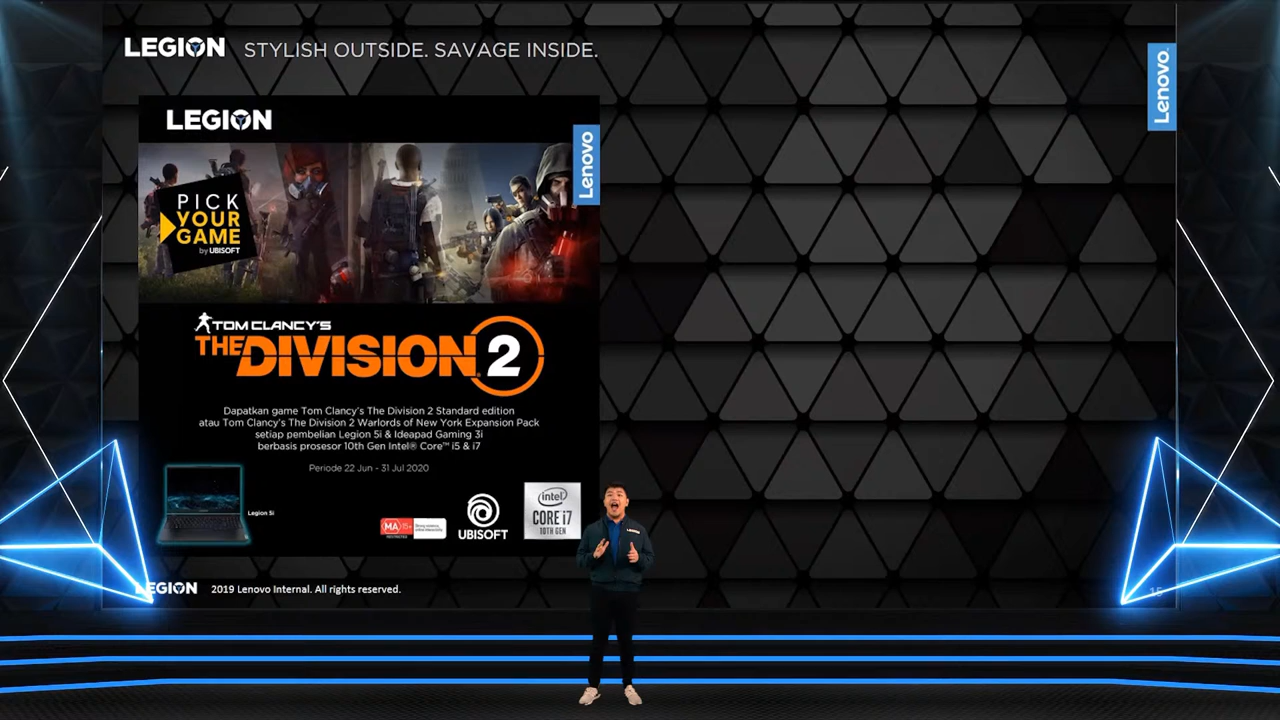 LEGION STYLISH OUTSIDE. SAVAGE INSIDE.
Lenovo
LEGION
Lenovo
PICK
YOUR
GAME
by UBISOFT
TOM CLANCY'S
THE DIVISION 2
Dapatkan game Tom Clancy's The Division 2 Standard edition
atau Tom Clancy's The Division 2 Warlords of New York Expansion Pack
setiap pembelian Legion 5i & Ideapad Gaming 3i
berbasis prosesor 10th Gen Intel® Core™ i5 & i7
Periode 22 Jun - 31 Jul 2020
Legion 5i
MA 15+
UBISOFT
intel
CORE i7
10TH GEN
LEGION 2019 Lenovo Internal. All rights reserved.
15